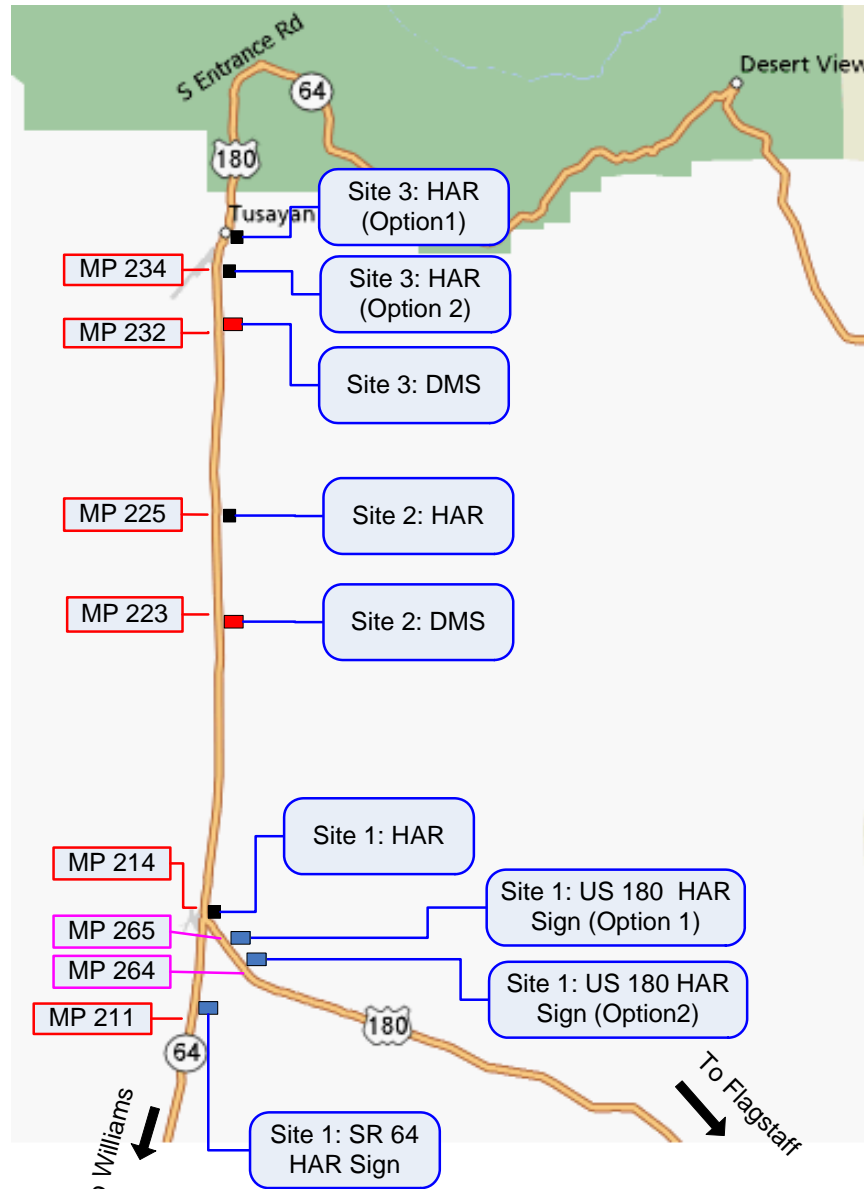 S Entrance Rd
64
Desert View
180
Tusayan
Site 3: HAR
(Option1)
MP 234
Site 3: HAR
(Option 2)
MP 232
Site 3: DMS
MP 225
Site 2: HAR
MP 223
Site 2: DMS
Site 1: HAR
MP 214
Site 1: US 180 HAR
Sign (Option 1)
MP 265
MP 264
Site 1: US 180 HAR
Sign (Option2)
MP 211
180
64
To Flagstaff
Williams
Site 1: SR 64
HAR Sign